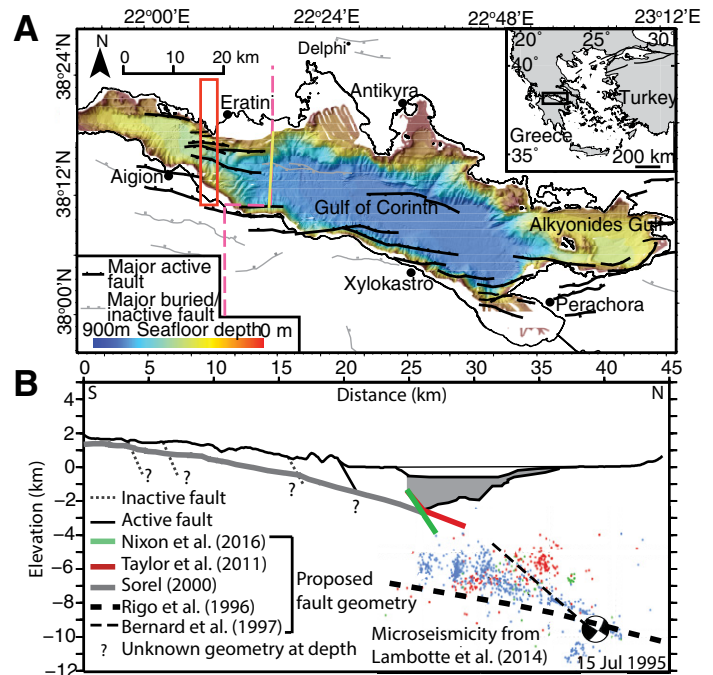 A
22°00'E 22°24'E 22°48'E 23°12'E
38°24'N
38°12'N
38°00'N
N
0 10 20 km
Delphi
Eratin
Antikyra
Aigion
Gulf of Corinth
Alkyonides Gulf
Xylokastro
Perachora
20° 25° 30°
40°
35°
Turkey
Greece
200 km
Major active
fault
Major buried/
inactive fault
900m Seafloor depth 0 m
B
0 5 10 15 20 25 30 35 40 45
S Distance (km) N
Elevation (km)
4
2
0
-2
-4
-6
-8
-10
-12
? ? ? ?
Inactive fault
Active fault
Nixon et al. (2016)
Taylor et al. (2011)
Sorel (2000)
Rigo et al. (1996)
Bernard et al. (1997)
? Unknown geometry at depth
Proposed
fault geometry
Microseismicity from
Lambotte et al. (2014)
15 Jul 1995